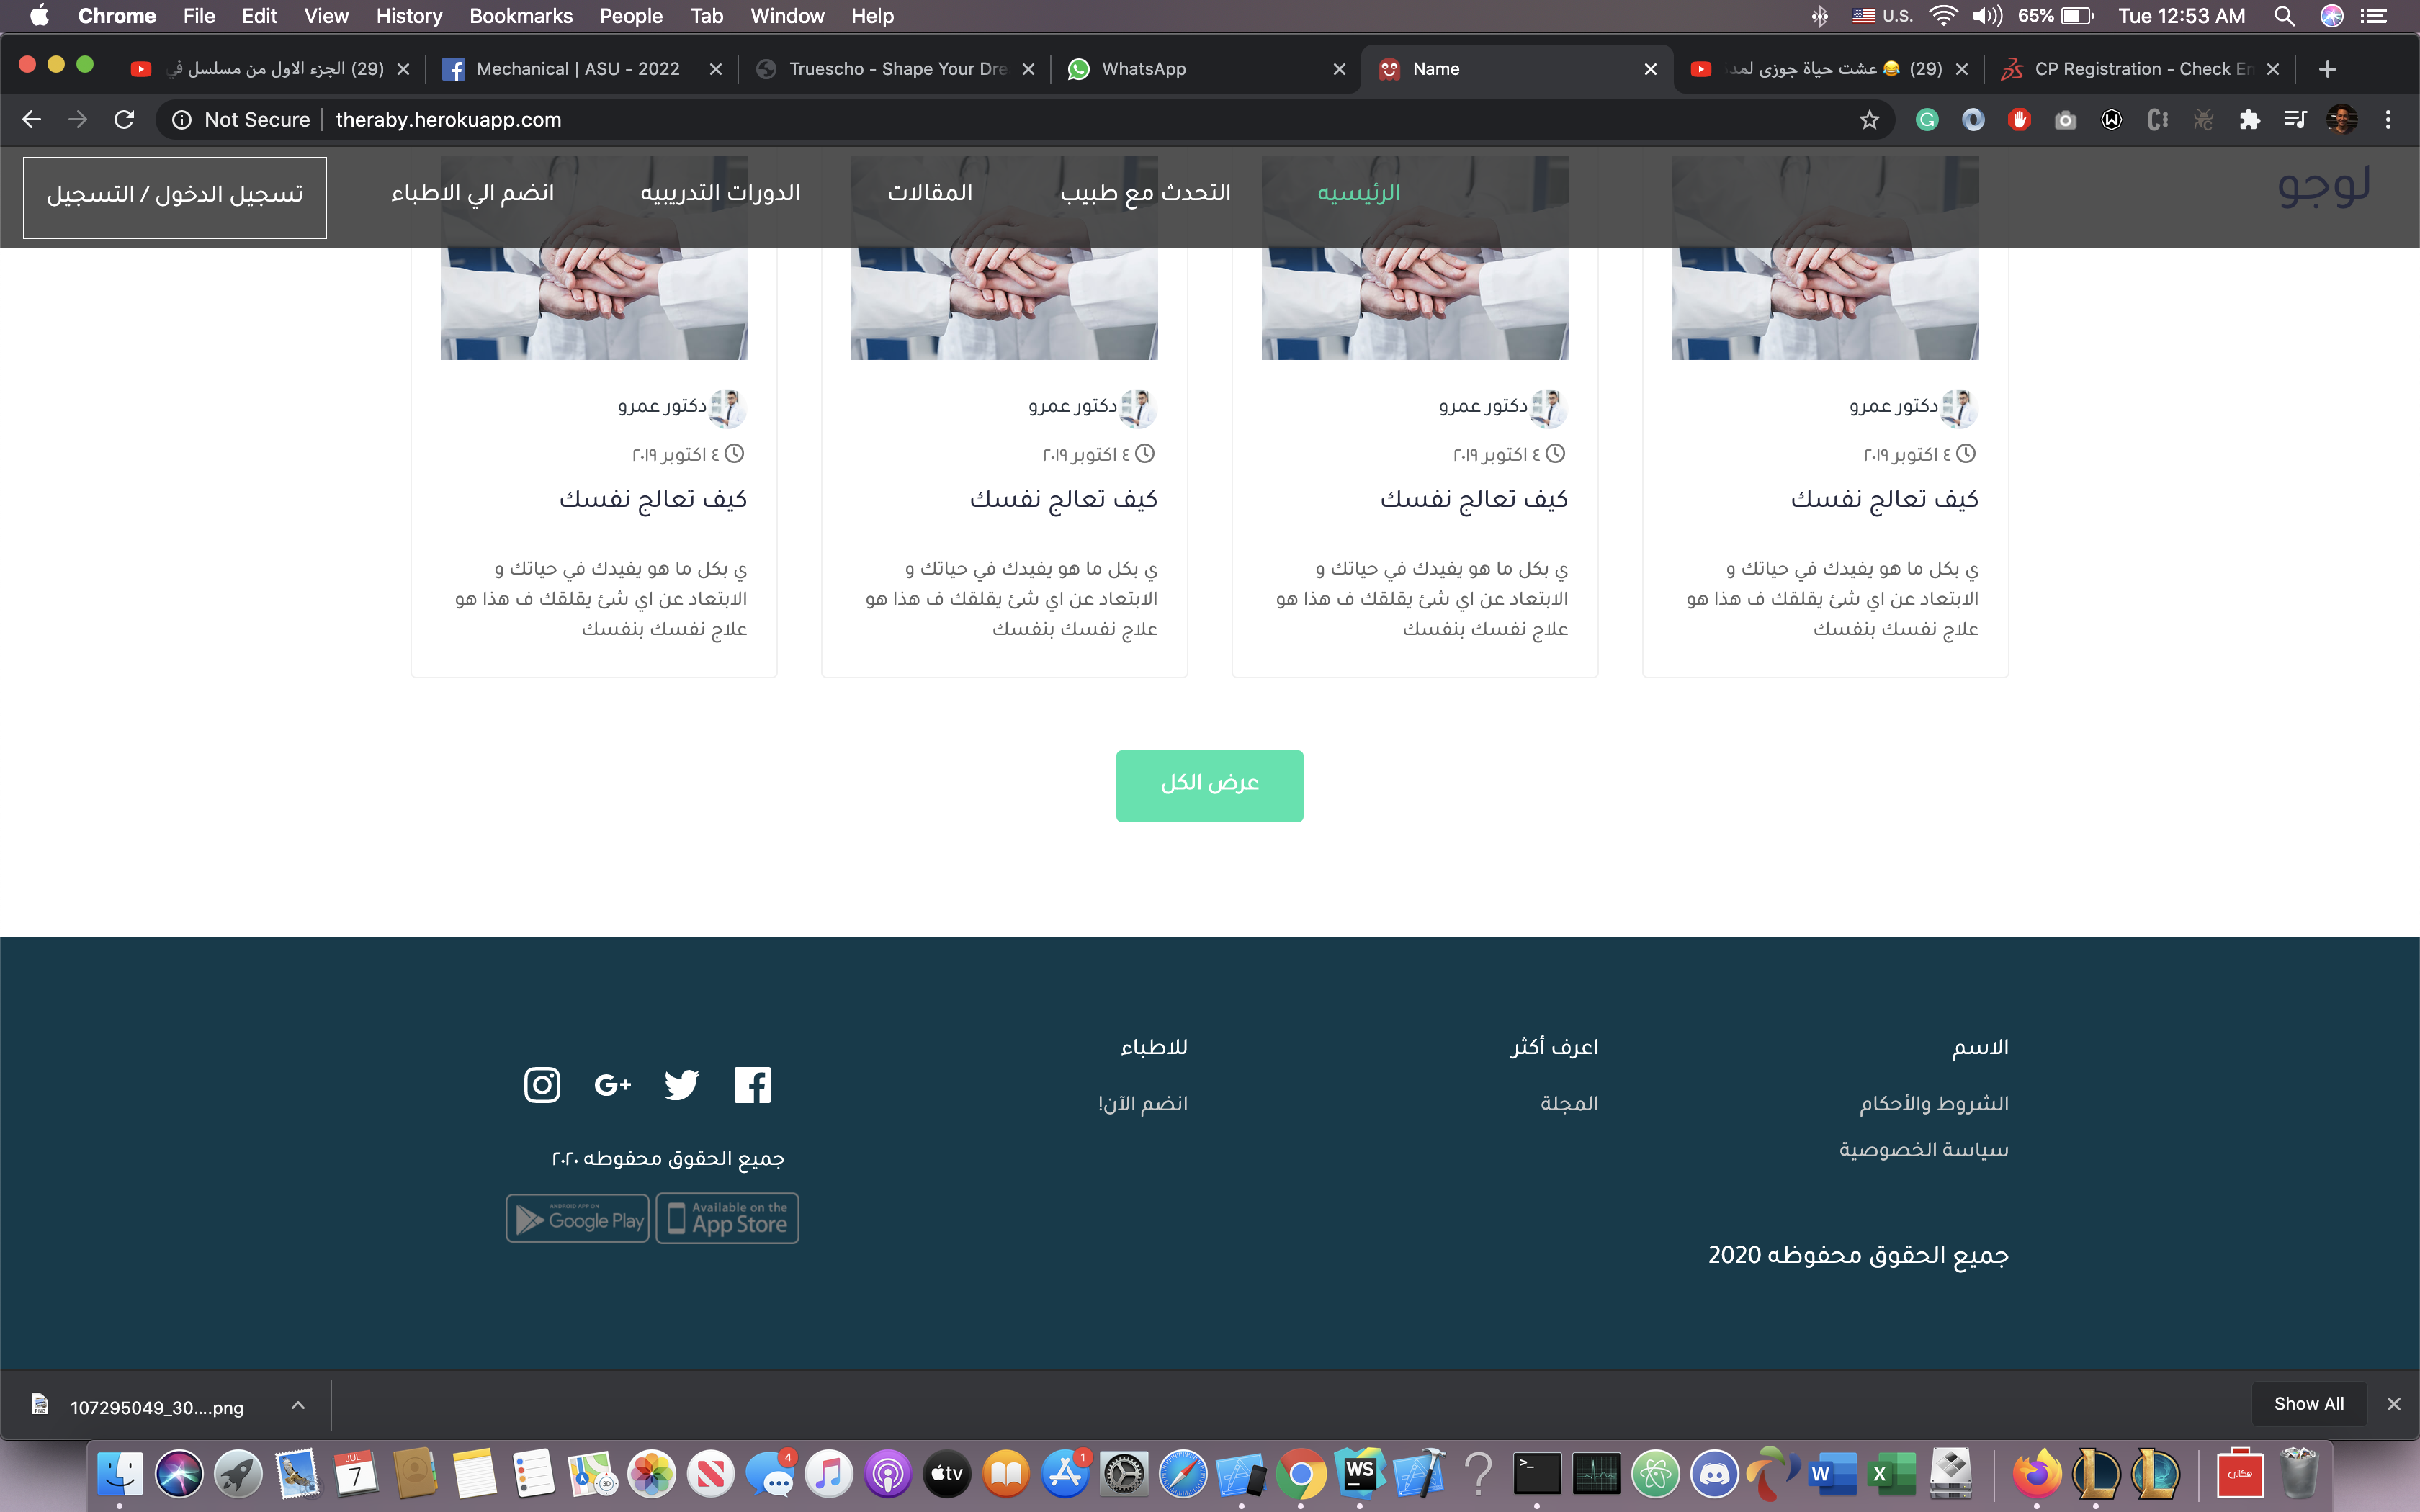 Chrome File Edit View History Bookmarks People Tab Window Help U.S. 65% Tue 12:53 AM
(29) الجزء الاول من مسلسل في
Mechanical | ASU - 2022
Truescho - Shape Your Dre
WhatsApp
Name
(29) 😂 عشت حياة جوزى لمد
CP Registration - Check En
Not Secure theraby.herokuapp.com
لوجو
الرئيسيه
التحدث مع طبيب
المقالات
الدورات التدريبيه
انضم الي الاطباء
تسجيل الدخول / التسجيل
دكتور عمرو
٤ اكتوبر ٢٠١٩
كيف تعالج نفسك
ي بكل ما هو يفيدك في حياتك و
الابتعاد عن اي شئ يقلقك ف هذا هو
علاج نفسك بنفسك
دكتور عمرو
٤ اكتوبر ٢٠١٩
كيف تعالج نفسك
ي بكل ما هو يفيدك في حياتك و
الابتعاد عن اي شئ يقلقك ف هذا هو
علاج نفسك بنفسك
دكتور عمرو
٤ اكتوبر ٢٠١٩
كيف تعالج نفسك
ي بكل ما هو يفيدك في حياتك و
الابتعاد عن اي شئ يقلقك ف هذا هو
علاج نفسك بنفسك
دكتور عمرو
٤ اكتوبر ٢٠١٩
كيف تعالج نفسك
ي بكل ما هو يفيدك في حياتك و
الابتعاد عن اي شئ يقلقك ف هذا هو
علاج نفسك بنفسك
عرض الكل
الاسم
الشروط والأحكام
سياسة الخصوصية
جميع الحقوق محفوظه 2020
اعرف أكثر
المجلة
للاطباء
انضم الآن!
G+
جميع الحقوق محفوطه ٢٠٢٠
Available on the
App Store
ANDROID APP ON
Google Play
107295049_30....png
Show All
JUL
7
4
tv
1
WS
W
X
هكاتن